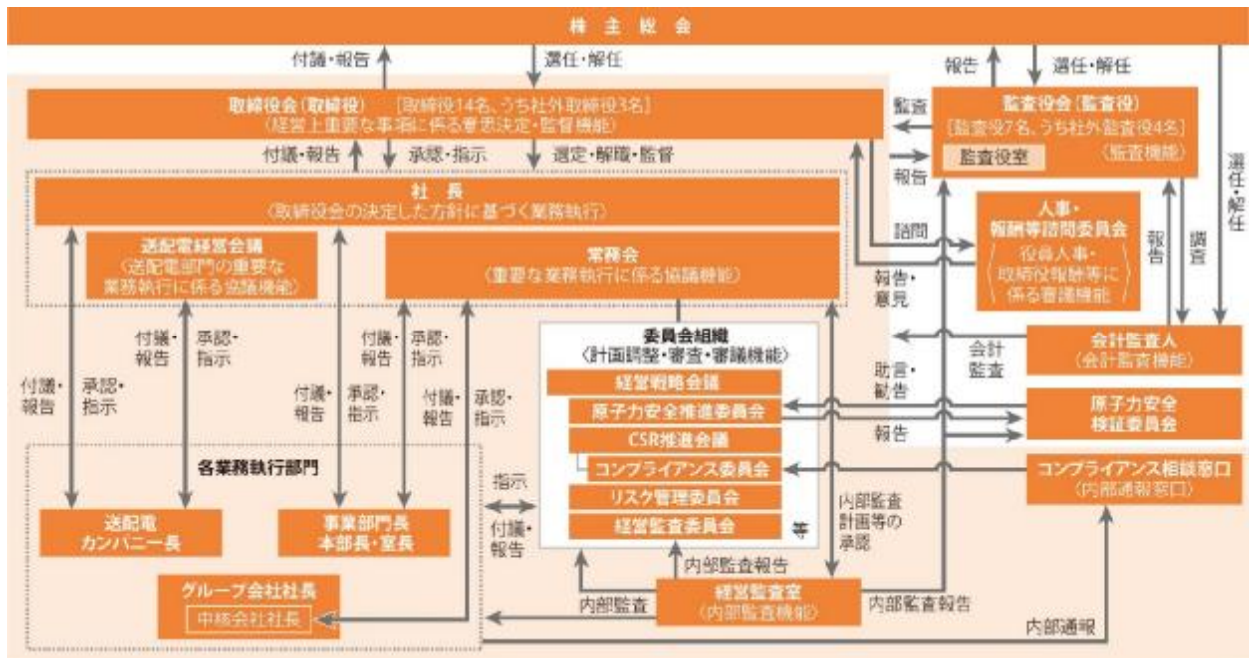 株主総会
付議・報告
選任・解任
報告
選任・解任
取締役会(取締役) [取締役14名、うち社外取締役3名]
〈経営上重要な事項に係る意思決定・監督機能〉
監査
監査役会(監査役)
[監査役7名、うち社外監査役4名]
〈監査機能〉
監査役室
報告
選任・解任
付議・報告
承認・指示
選定・解職・監督
社長
〈取締役会の決定した方針に基づく業務執行〉
送配電経営会議
〈送配電部門の重要な
業務執行に係る協議機能〉
常務会
〈重要な業務執行に係る協議機能〉
諮問
報告・
意見
人事・
報酬等諮問委員会
役員人事・
取締役報酬等に
係る審議機能
報告
調査
付議・
報告
承認・
指示
付議・
報告
承認・
指示
付議・
報告
承認・
指示
付議・
報告
承認・
指示
委員会組織
〈計画調整・審査・審議機能〉
経営戦略会議
原子力安全推進委員会
CSR推進会議
コンプライアンス委員会
リスク管理委員会
経営監査委員会
等
会計監査人
〈会計監査機能〉
会計
監査
助言・
勧告
報告
原子力安全
検証委員会
コンプライアンス相談窓口
〈内部通報窓口〉
各業務執行部門
指示
付議・
報告
送配電
カンパニー長
事業部門長
本部長・室長
グループ会社社長
中核会社社長
内部監査
計画等の
承認
内部監査報告
内部監査
経営監査室
〈内部監査機能〉
内部監査報告
内部通報